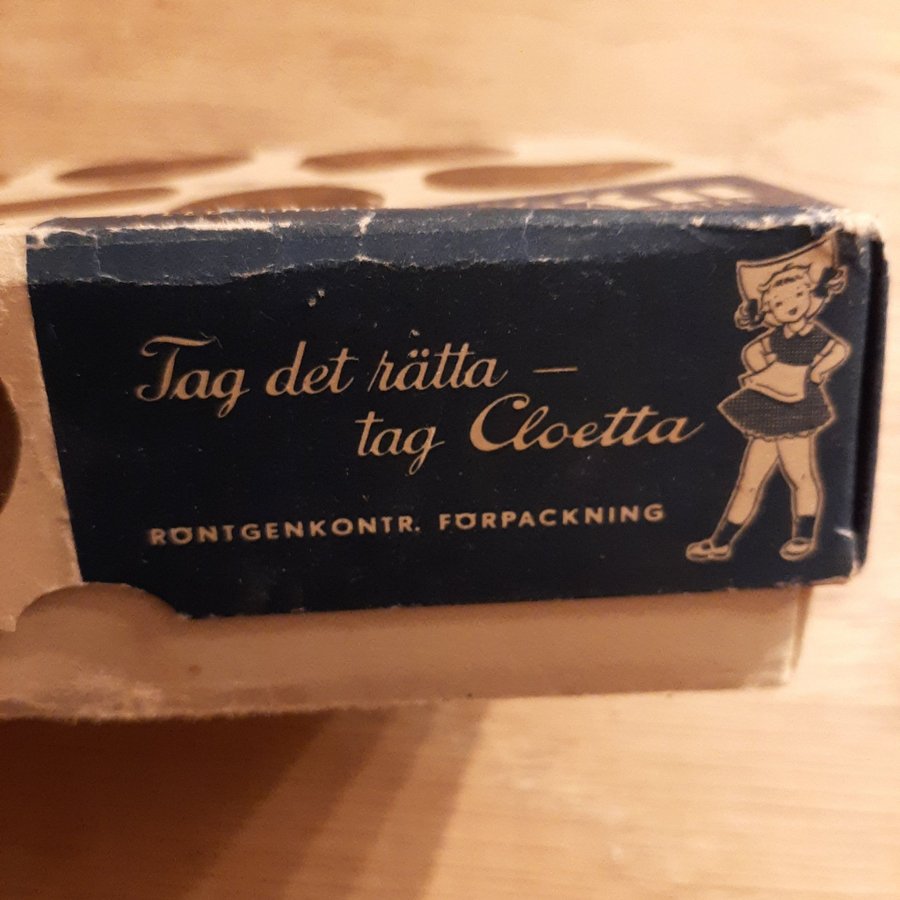 Tag det rätta –
tag Cloetta
RÖNTGENKONTR. FÖRPACKNING